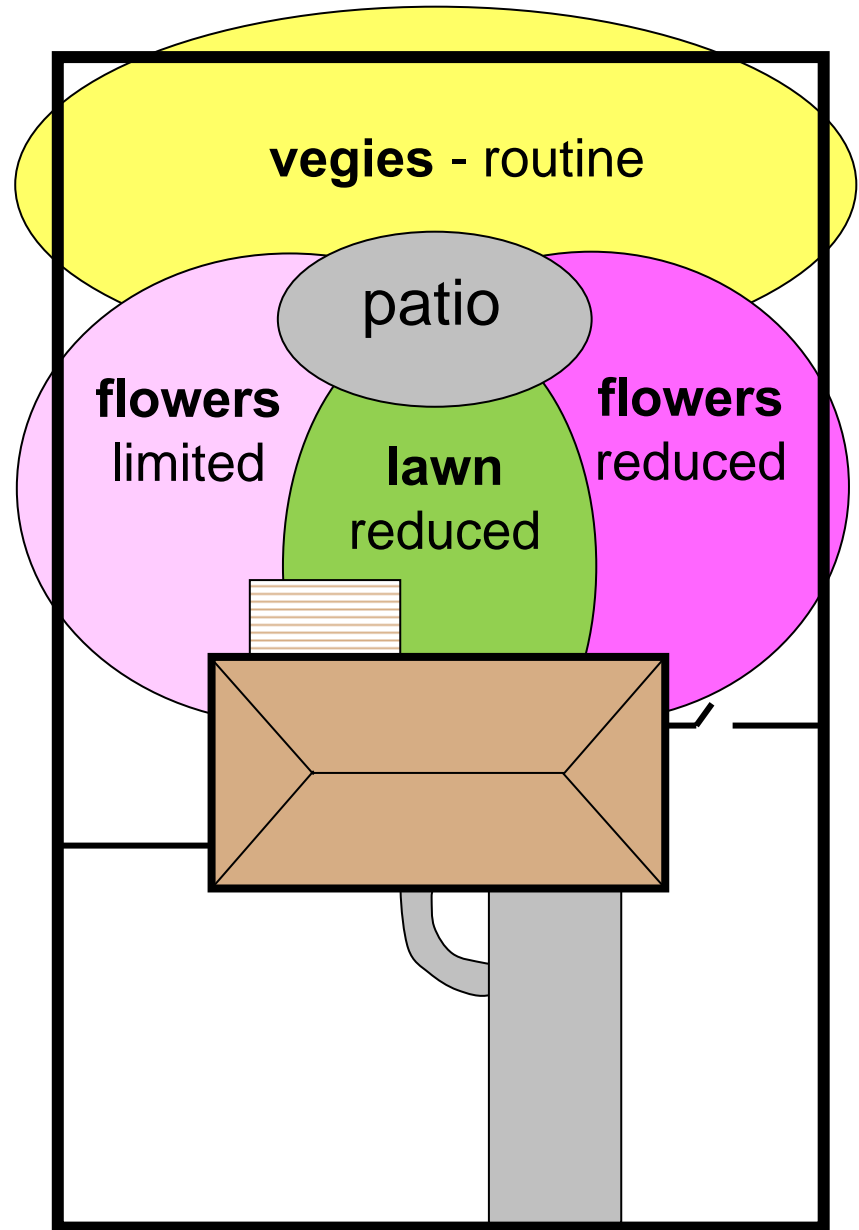 vegies - routine
patio
flowers
limited
lawn
reduced
flowers
reduced